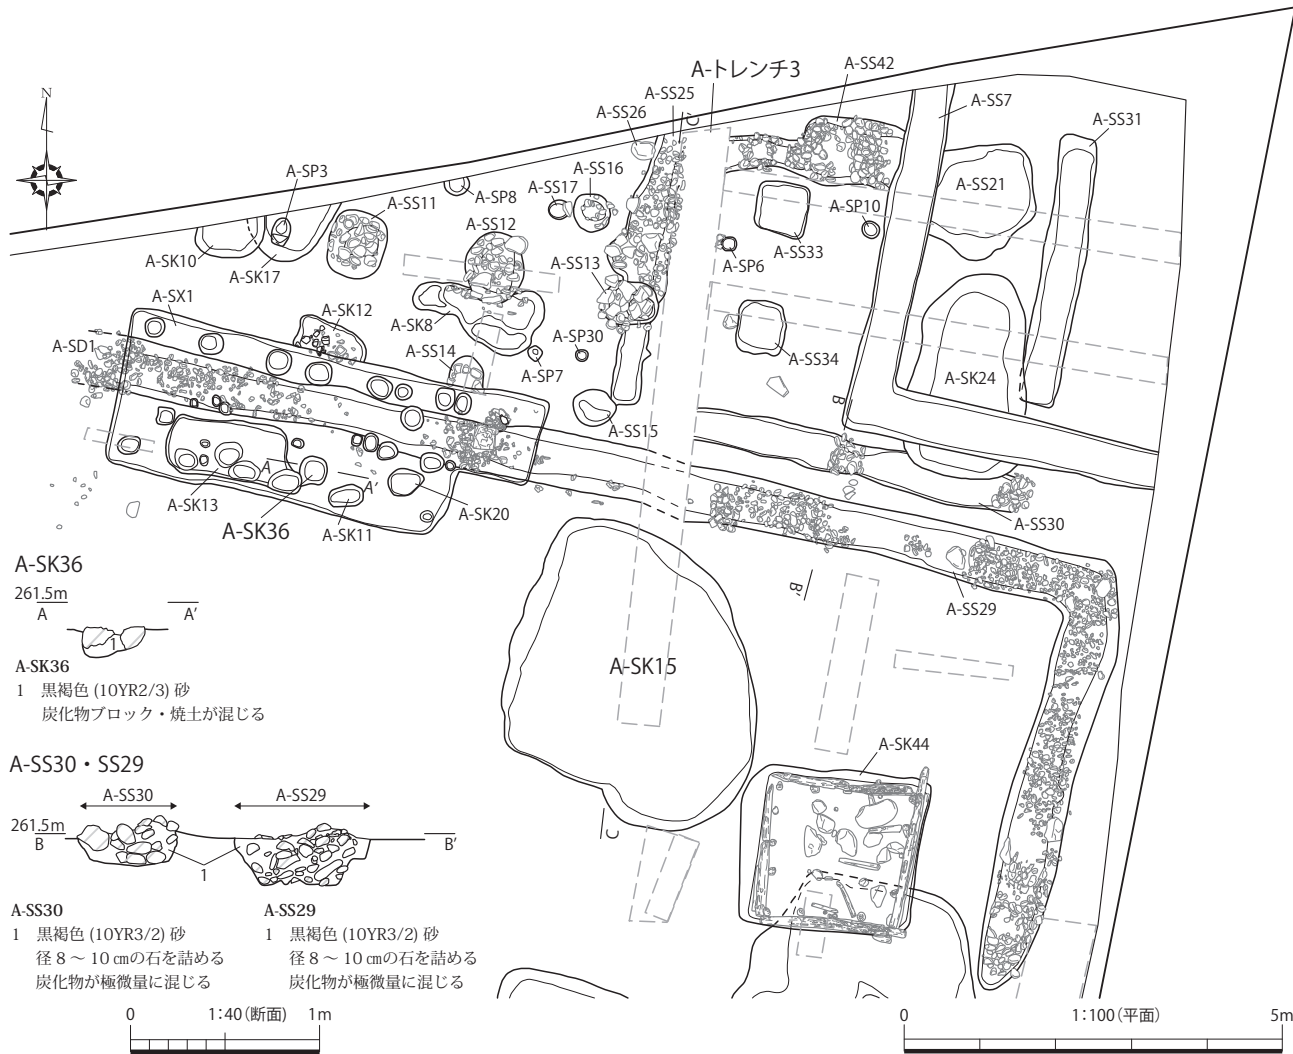 N
A-トレンチ3
A-SS42
A-SS25
A-SS26
A-SS7
A-SS31
A-SP3
A-SP8
A-SS17
A-SS16
A-SS21
A-SS11
A-SS12
A-SP10
A-SK10
A-SK17
A-SS13
A-SP6
A-SS33
A-SX1
A-SK12
A-SK8
A-SP30
A-SD1
A-SS14
A-SP7
A-SS34
A-SK24
A-SS15
B
C
A
A'
A-SK13
A-SK36
A-SK11
A-SK20
A-SS30
B'
A-SS29
A-SK15
A-SK44
C
A-SK36
261.5m
A
A'
1
A-SK36
1 黒褐色 (10YR2/3) 砂
炭化物ブロック・焼土が混じる
A-SS30・SS29
A-SS30
A-SS29
261.5m
B
B'
1
A-SS30
1 黒褐色 (10YR3/2) 砂
径 8 ~ 10 ㎝の石を詰める
炭化物が極微量に混じる
A-SS29
1 黒褐色 (10YR3/2) 砂
径 8 ~ 10 ㎝の石を詰める
炭化物が極微量に混じる
0 1:40(断面) 1m
0 1:100(平面) 5m